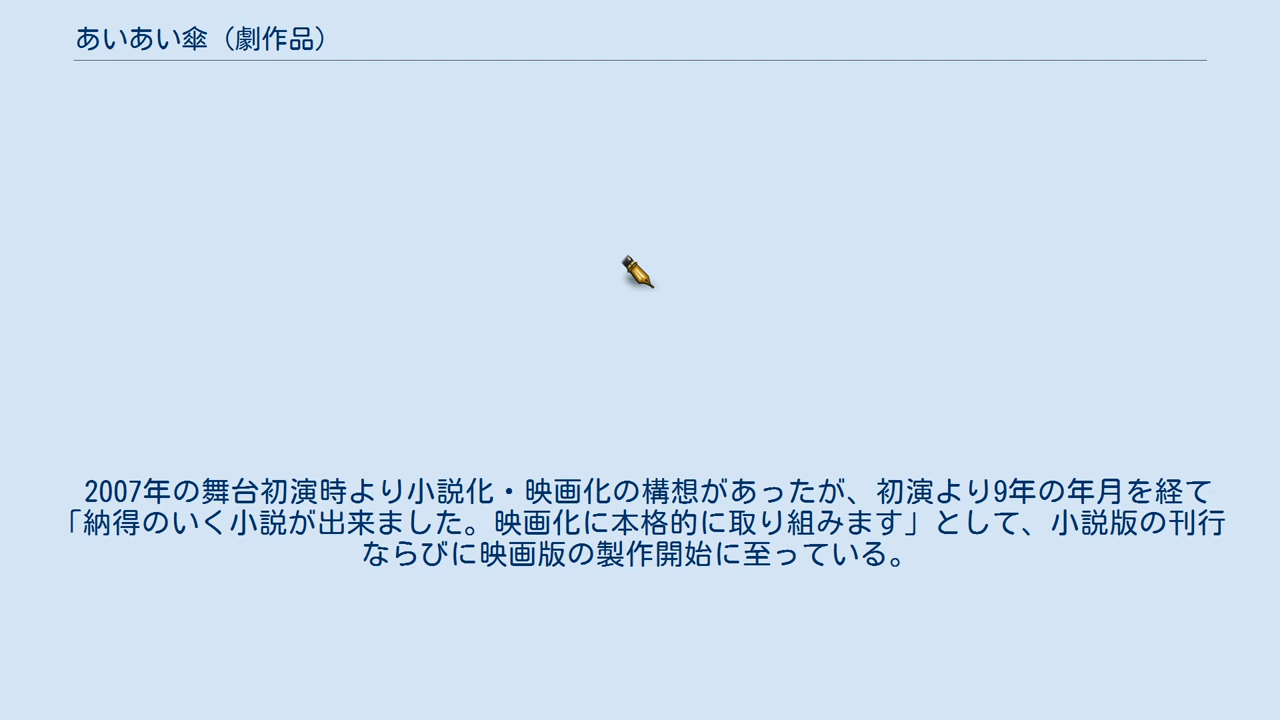 あいあい傘（劇作品）
2007年の舞台初演時より小説化・映画化の構想があったが、初演より9年の年月を経て
「納得のいく小説が出来ました。映画化に本格的に取り組みます」として、小説版の刊行
ならびに映画版の製作開始に至っている。